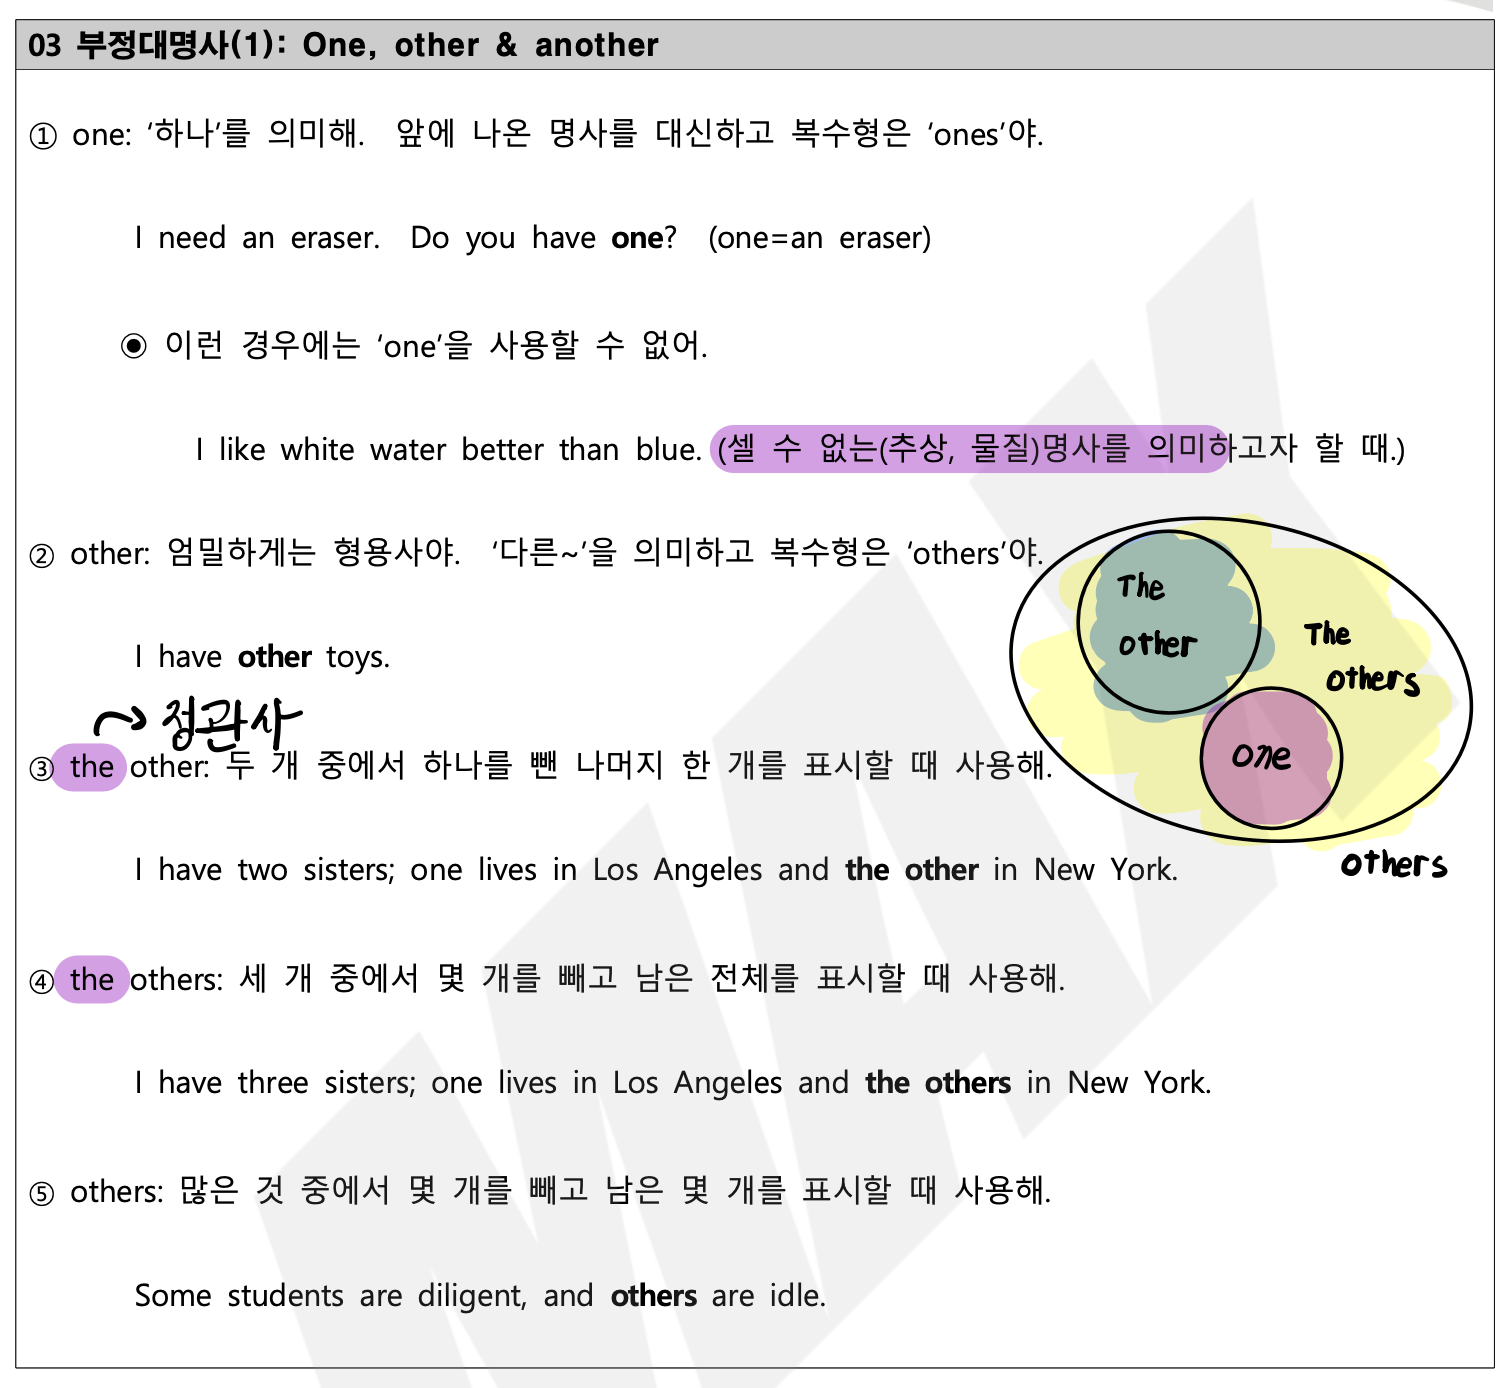 03 부정대명사(1): One, other & another
① one: ‘하나’를 의미해. 앞에 나온 명사를 대신하고 복수형은 ‘ones’야.
I need an eraser. Do you have one? (one=an eraser)
◉ 이런 경우에는 ‘one’을 사용할 수 없어.
I like white water better than blue. (셀 수 없는(추상, 물질)명사를 의미하고자 할 때.)
② other: 엄밀하게는 형용사야. ‘다른~’을 의미하고 복수형은 ‘others’야.
The
other
The
others
one
others
I have other toys.
정관사
③ the other: 두 개 중에서 하나를 뺀 나머지 한 개를 표시할 때 사용해.
I have two sisters; one lives in Los Angeles and the other in New York.
④ the others: 세 개 중에서 몇 개를 빼고 남은 전체를 표시할 때 사용해.
I have three sisters; one lives in Los Angeles and the others in New York.
⑤ others: 많은 것 중에서 몇 개를 빼고 남은 몇 개를 표시할 때 사용해.
Some students are diligent, and others are idle.
MAX